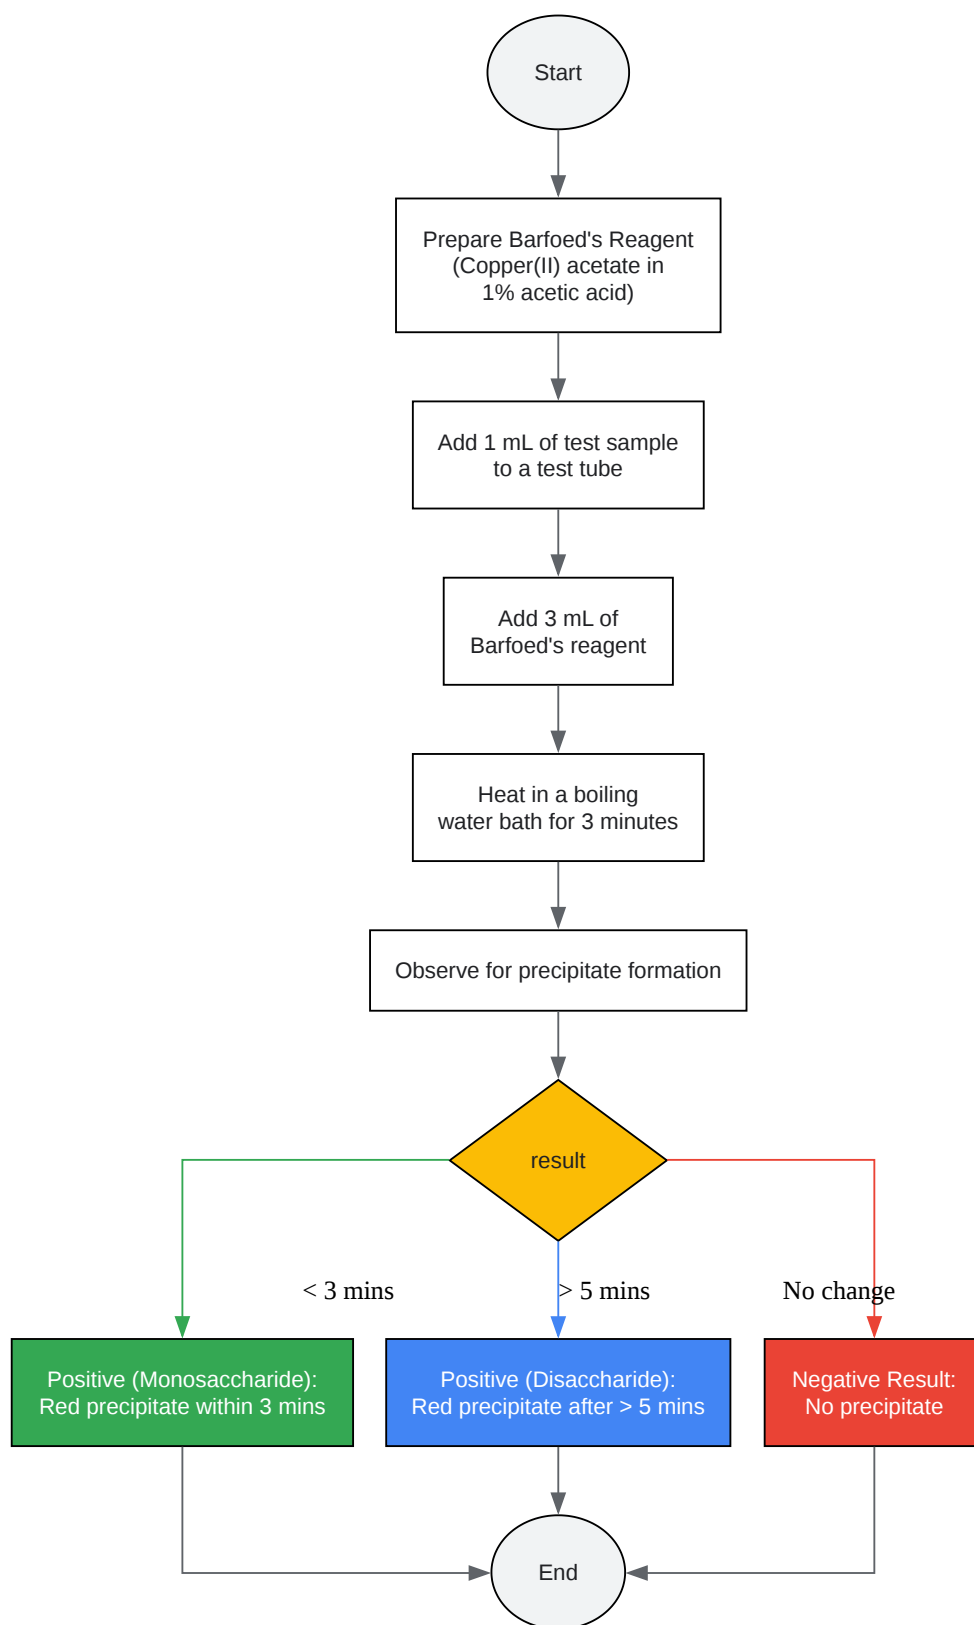 Start
Prepare Barfoed's Reagent
(Copper(II) acetate in
1% acetic acid)
Add 1 mL of test sample
to a test tube
Add 3 mL of
Barfoed's reagent
Heat in a boiling
water bath for 3 minutes
Observe for precipitate formation
result
< 3 mins
> 5 mins
No change
Positive (Monosaccharide):
Red precipitate within 3 mins
Positive (Disaccharide):
Red precipitate after > 5 mins
Negative Result:
No precipitate
End